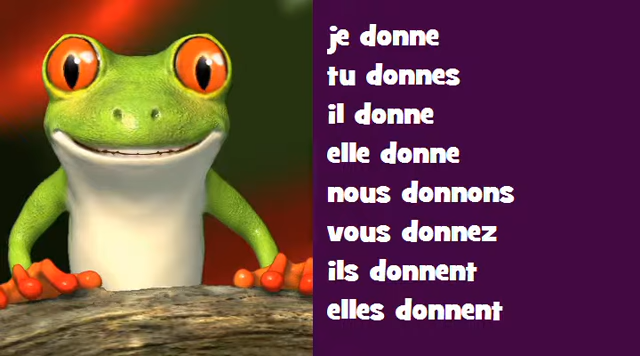 je donne
tu donnes
il donne
elle donne
nous donnons
vous donnez
ils donnent
elles donnent